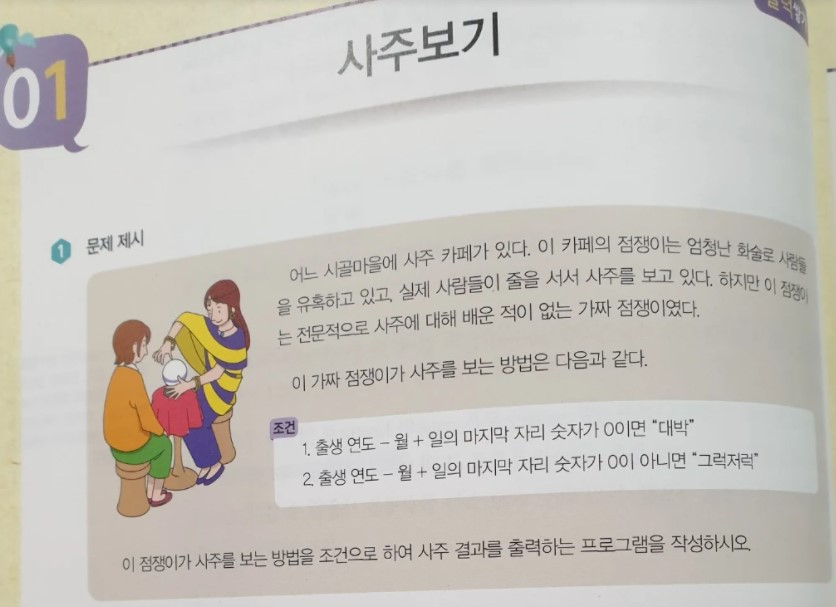 01
사주보기
1 문제 제시
어느 시골마을에 사주 카페가 있다. 이 카페의 점쟁이는 엄청난 화술로 사람들
을 유혹하고 있고, 실제 사람들이 줄을 서서 사주를 보고 있다. 하지만 이 점쟁이
는 전문적으로 사주에 대해 배운 적이 없는 가짜 점쟁이였다.
이 가짜 점쟁이가 사주를 보는 방법은 다음과 같다.
조건
1. 출생 연도 - 월 + 일의 마지막 자리 숫자가 0이면 “대박”
2. 출생 연도 - 월 + 일의 마지막 자리 숫자가 0이 아니면 “그럭저럭”
이 점쟁이가 사주를 보는 방법을 조건으로 하여 사주 결과를 출력하는 프로그램을 작성하시오.